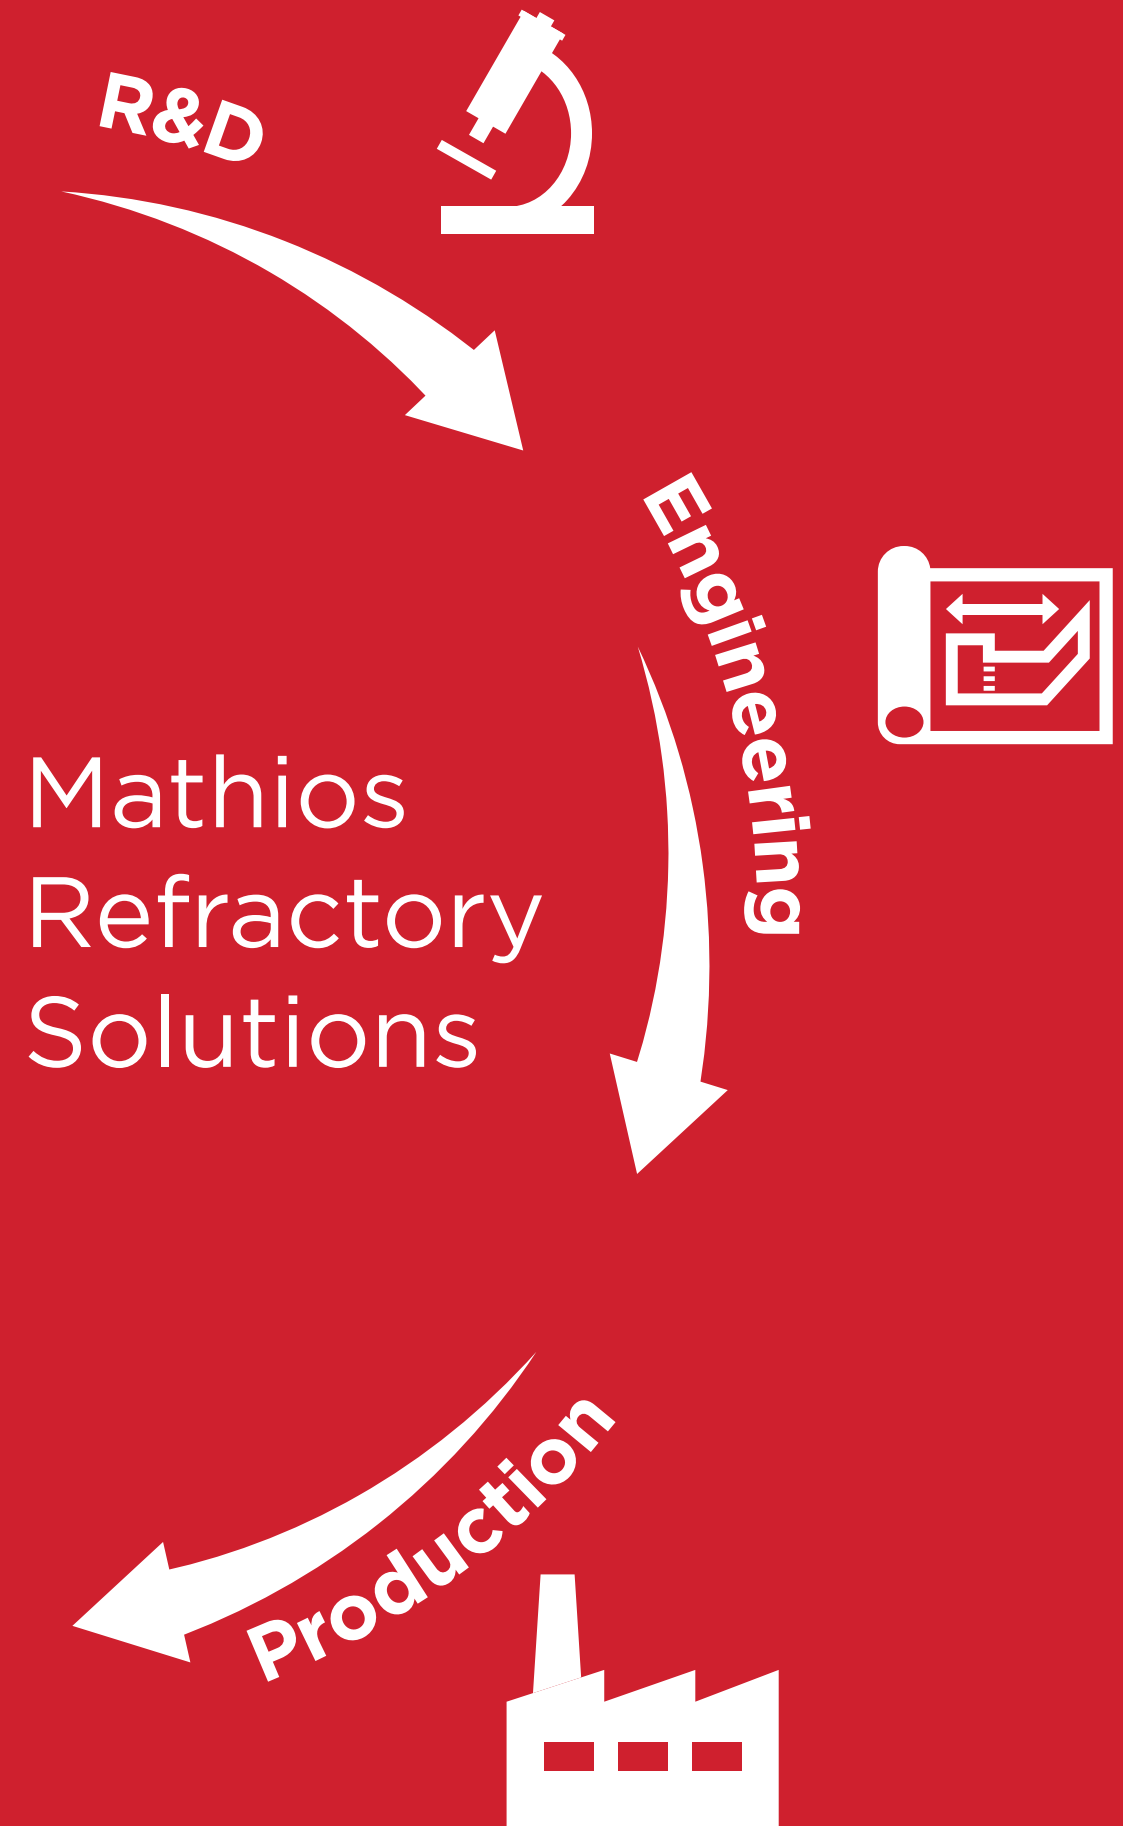 R&D
Engineering
Mathios
Refractory
Solutions
Production